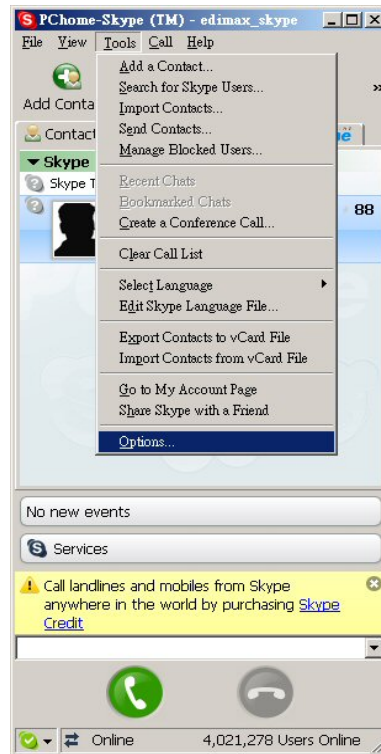 PChome-Skype (TM) - edimax_skype
File View Tools Call Help
Add a Contact...
Search for Skype Users...
Import Contacts...
Send Contacts...
Manage Blocked Users...
Recent Chats
Bookmarked Chats
Create a Conference Call...
Clear Call List
Select Language
Edit Skype Language File...
Export Contacts to vCard File
Import Contacts from vCard File
Go to My Account Page
Share Skype with a Friend
Options...
Add Conta
»
Contact
Skype
Skype T
88
No new events
Services
Call landlines and mobiles from Skype
anywhere in the world by purchasing Skype
Credit
Online 4,021,278 Users Online